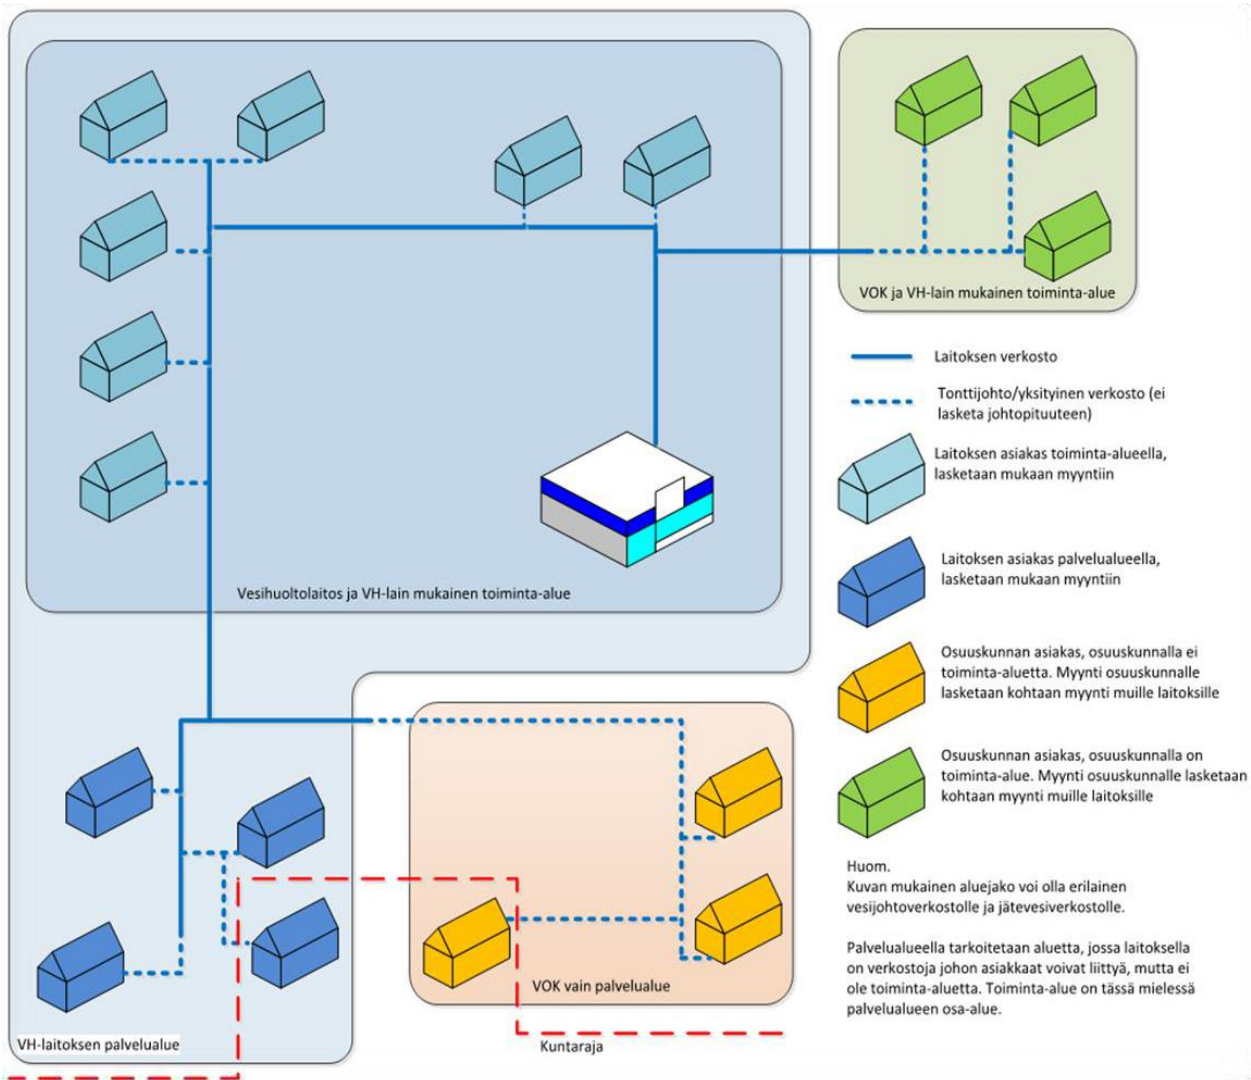 VOK ja VH-lain mukainen toiminta-alue
Laitoksen verkosto
Tonttijohto/yksityinen verkosto (ei
lasketa johtopituuteen)
Laitoksen asiakas toiminta-alueella,
lasketaan mukaan myyntiin
Laitoksen asiakas palvelualueella,
lasketaan mukaan myyntiin
Vesihuoltolaitos ja VH-lain mukainen toiminta-alue
Osuuskunnan asiakas, osuuskunnalla ei
toiminta-aluetta. Myynti osuuskunnalle
lasketaan kohtaan myynti muille laitoksille
Osuuskunnan asiakas, osuuskunnalla on
toiminta-alue. Myynti osuuskunnalle lasketaan
kohtaan myynti muille laitoksille
Huom.
Kuvan mukainen aluejako voi olla erilainen
vesijohtoverkostolle ja jätevesiverkostolle.
Palvelualueella tarkoitetaan aluetta, jossa laitoksella
on verkostoja johon asiakkaat voivat liittyä, mutta ei
ole toiminta-aluetta. Toiminta-alue on tässä mielessä
palvelualueen osa-alue.
VOK vain palvelualue
VH-laitoksen palvelualue
Kuntaraja